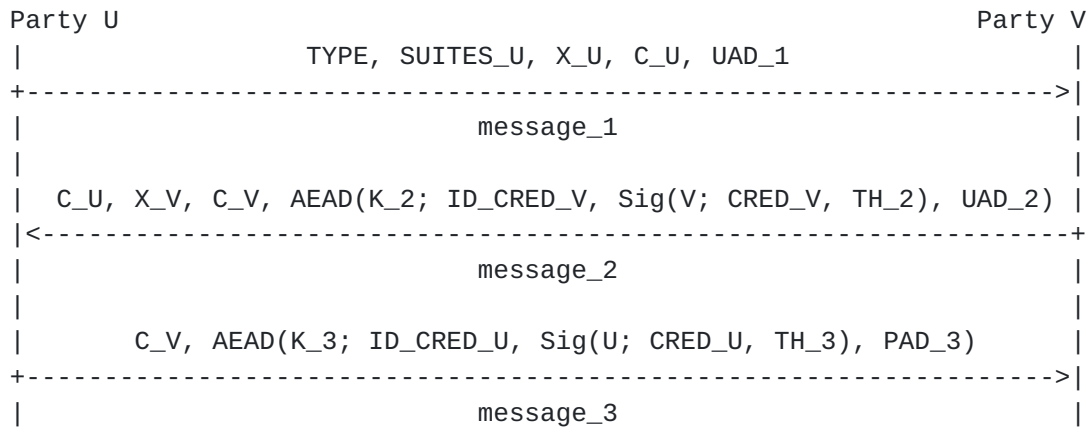 Party U                                                       Party V
|                  TYPE, SUITES_U, X_U, C_U, UAD_1                  |
+------------------------------------------------------------------>|
|                             message_1                             |
|                                                                   |
|  C_U, X_V, C_V, AEAD(K_2; ID_CRED_V, Sig(V; CRED_V, TH_2), UAD_2) |
|<------------------------------------------------------------------+
|                             message_2                             |
|                                                                   |
|       C_V, AEAD(K_3; ID_CRED_U, Sig(U; CRED_U, TH_3), PAD_3)      |
+------------------------------------------------------------------>|
|                             message_3                             |